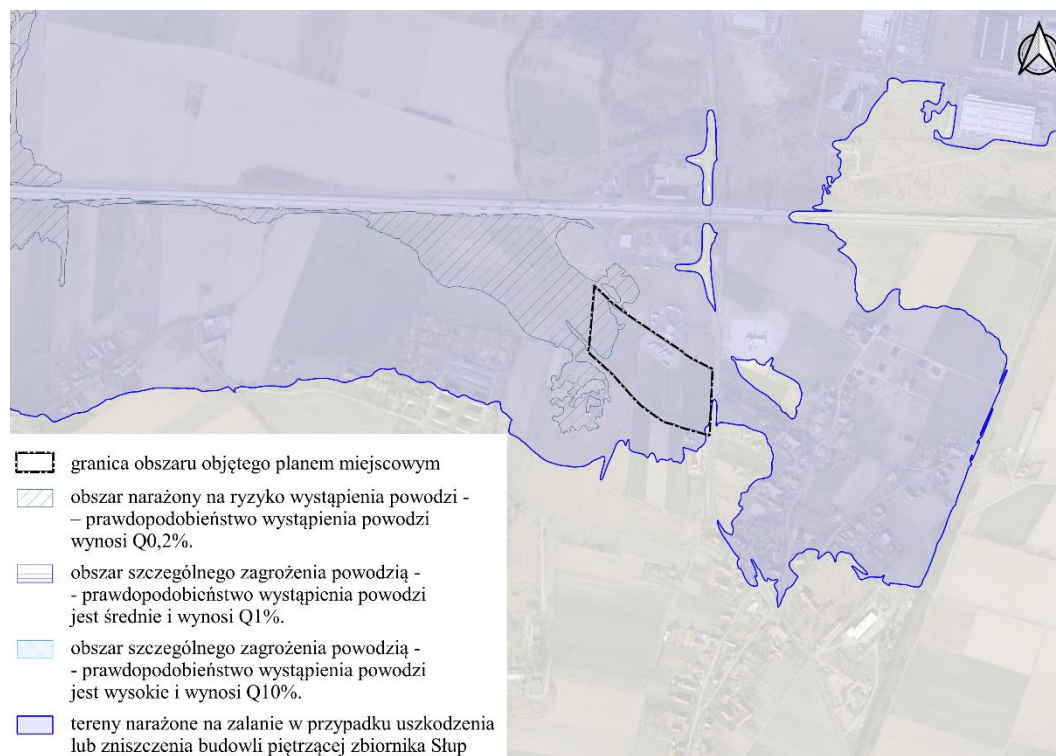 granica obszaru objętego planem miejscowym
obszar narażony na ryzyko wystąpienia powodzi -
– prawdopodobieństwo wystąpienia powodzi
wynosi Q0,2%.
obszar szczególnego zagrożenia powodzią -
- prawdopodobieństwo wystąpienia powodzi
jest średnie i wynosi Q1%.
obszar szczególnego zagrożenia powodzią -
- prawdopodobieństwo wystąpienia powodzi
jest wysokie i wynosi Q10%.
tereny narażone na zalanie w przypadku uszkodzenia
lub zniszczenia budowli piętrzącej zbiornika Słup